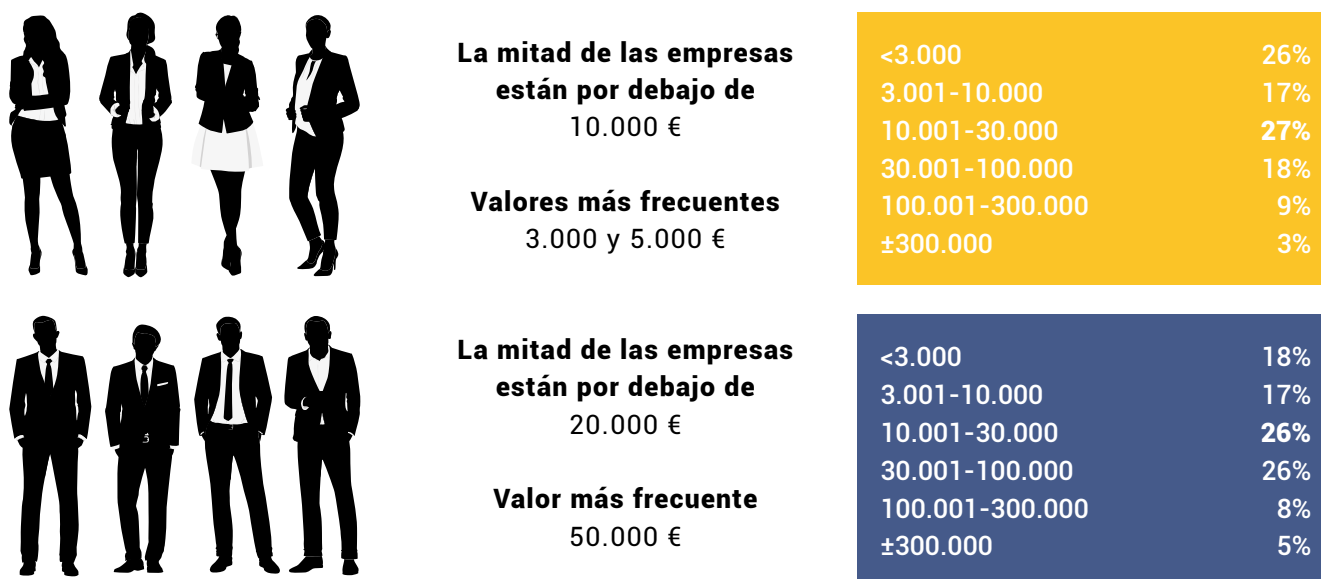 La mitad de las empresas
están por debajo de
10.000 €
Valores más frecuentes
3.000 y 5.000 €
<3.000 26%
3.001-10.000 17%
10.001-30.000 27%
30.001-100.000 18%
100.001-300.000 9%
±300.000 3%
La mitad de las empresas
están por debajo de
20.000 €
Valor más frecuente
50.000 €
<3.000 18%
3.001-10.000 17%
10.001-30.000 26%
30.001-100.000 26%
100.001-300.000 8%
±300.000 5%